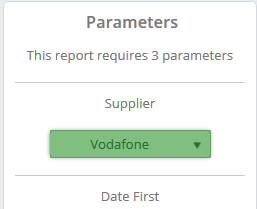 Parameters
This report requires 3 parameters
Supplier
Vodafone
Date First